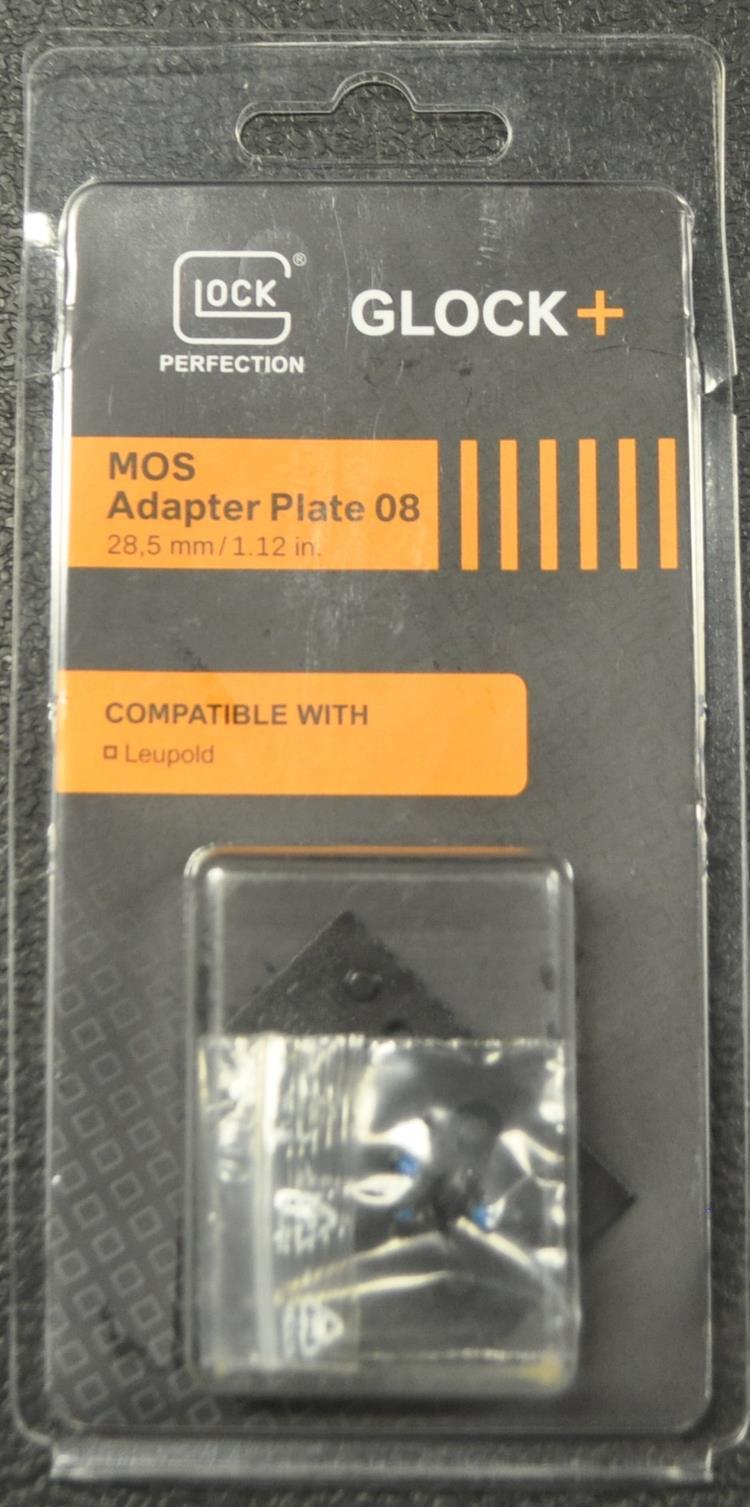 GLOCK ®
PERFECTION
GLOCK+
MOS
Adapter Plate 08
28,5 mm / 1.12 in.
COMPATIBLE WITH
Leupold